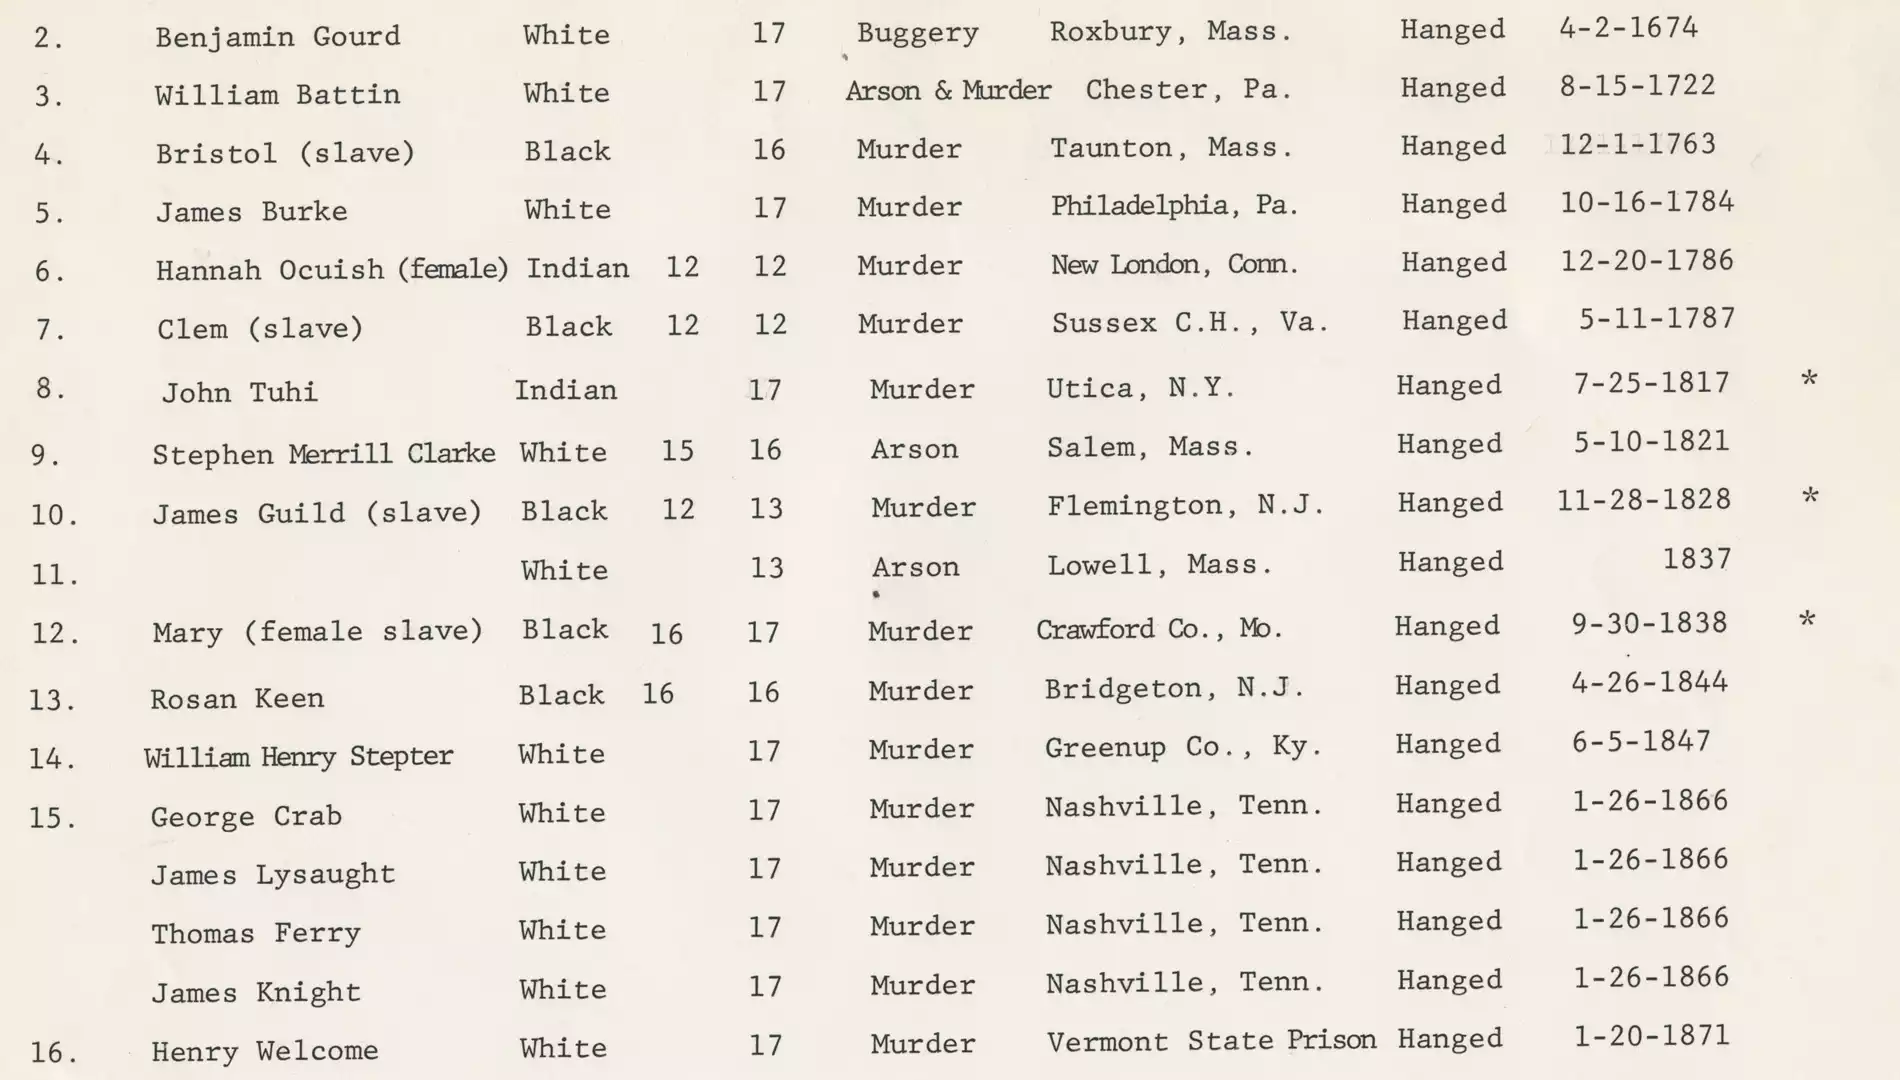 2. Benjamin Gourd White 17 Buggery Roxbury, Mass. Hanged 4-2-1674
3. William Battin White 17 Arson & Murder Chester, Pa. Hanged 8-15-1722
4. Bristol (slave) Black 16 Murder Taunton, Mass. Hanged 12-1-1763
5. James Burke White 17 Murder Philadelphia, Pa. Hanged 10-16-1784
6. Hannah Ocuish (female) Indian 12 12 Murder New London, Conn. Hanged 12-20-1786
7. Clem (slave) Black 12 12 Murder Sussex C.H., Va. Hanged 5-11-1787
8. John Tuhi Indian 17 Murder Utica, N.Y. Hanged 7-25-1817 *
9. Stephen Merrill Clarke White 15 16 Arson Salem, Mass. Hanged 5-10-1821
10. James Guild (slave) Black 12 13 Murder Flemington, N.J. Hanged 11-28-1828 *
11. White 13 Arson Lowell, Mass. Hanged 1837
12. Mary (female slave) Black 16 17 Murder Crawford Co., Mo. Hanged 9-30-1838 *
13. Rosan Keen Black 16 16 Murder Bridgeton, N.J. Hanged 4-26-1844
14. William Henry Stepter White 17 Murder Greenup Co., Ky. Hanged 6-5-1847
15. George Crab White 17 Murder Nashville, Tenn. Hanged 1-26-1866
James Lysaught White 17 Murder Nashville, Tenn. Hanged 1-26-1866
Thomas Ferry White 17 Murder Nashville, Tenn. Hanged 1-26-1866
James Knight White 17 Murder Nashville, Tenn. Hanged 1-26-1866
16. Henry Welcome White 17 Murder Vermont State Prison Hanged 1-20-1871